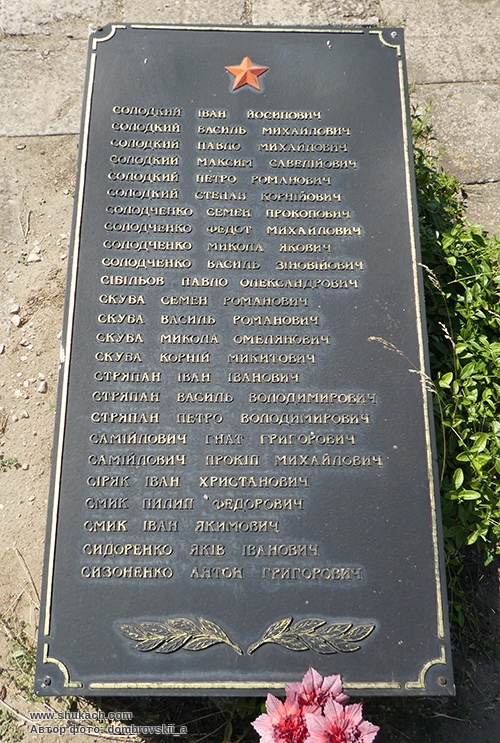 СОЛОДКИЙ ІВАН ЙОСИПОВИЧ
СОЛОДКИЙ ВАСИЛЬ МИХАЙЛОВИЧ
СОЛОДКИЙ ПАВЛО МИХАЙЛОВИЧ
СОЛОДКИЙ МАКСИМ САВЕЛІЙОВИЧ
СОЛОДКИЙ ПЕТРО РОМАНОВИЧ
СОЛОДКИЙ СТЕПАН КОРНІЙОВИЧ
СОЛОДЧЕНКО СЕМЕН ПРОКОПОВИЧ
СОЛОДЧЕНКО ФЕДОТ МИХАЙЛОВИЧ
СОЛОДЧЕНКО МИКОЛА ЯКОВИЧ
СОЛОДЧЕНКО ВАСИЛЬ ЗІНОВІЙОВИЧ
СІБІЛЬОВ ПАВЛО ОЛЕКСАНДРОВИЧ
СКУБА СЕМЕН РОМАНОВИЧ
СКУБА ВАСИЛЬ РОМАНОВИЧ
СКУБА МИКОЛА ОМЕЛЯНОВИЧ
СКУБА КОРНІЙ МИКИТОВИЧ
СТРЯПАН ІВАН ІВАНОВИЧ
СТРЯПАН ВАСИЛЬ ВОЛОДИМИРОВИЧ
СТРЯПАН ПЕТРО ВОЛОДИМИРОВИЧ
САМІЙЛОВИЧ ГНАТ ГРИГОРОВИЧ
САМІЙЛОВИЧ ПРОКІП МИХАЙЛОВИЧ
СІРЯК ІВАН ХРИСТАНОВИЧ
СМИК ПИЛИП ФЕДОРОВИЧ
СМИК ІВАН ЯКИМОВИЧ
СИДОРЕНКО ЯКІВ ІВАНОВИЧ
СИЗОНЕНКО АНТОН ГРИГОРОВИЧ
www.shukach.com
Автор фото: dombrovskii_a